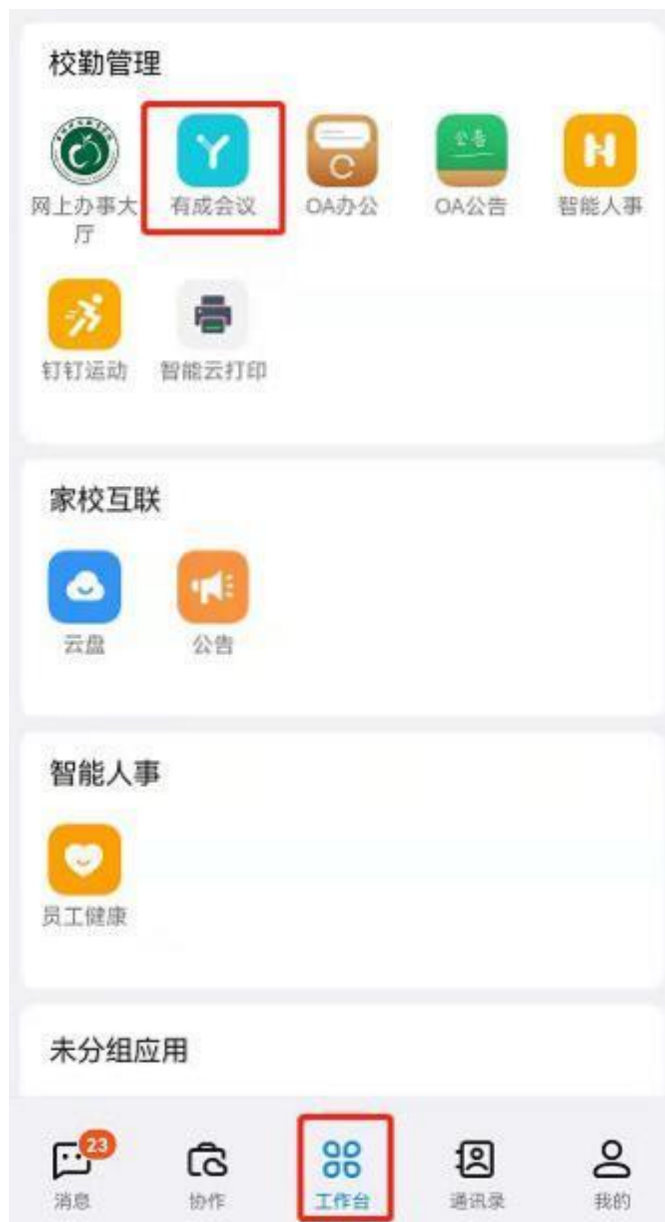 校勤管理
网上办事大厅
有成会议
OA办公
公告
OA公告
智能人事
钉钉运动
智能云打印
家校互联
云盘
公告
智能人事
员工健康
未分组应用
23
消息
协作
工作台
通讯录
我的